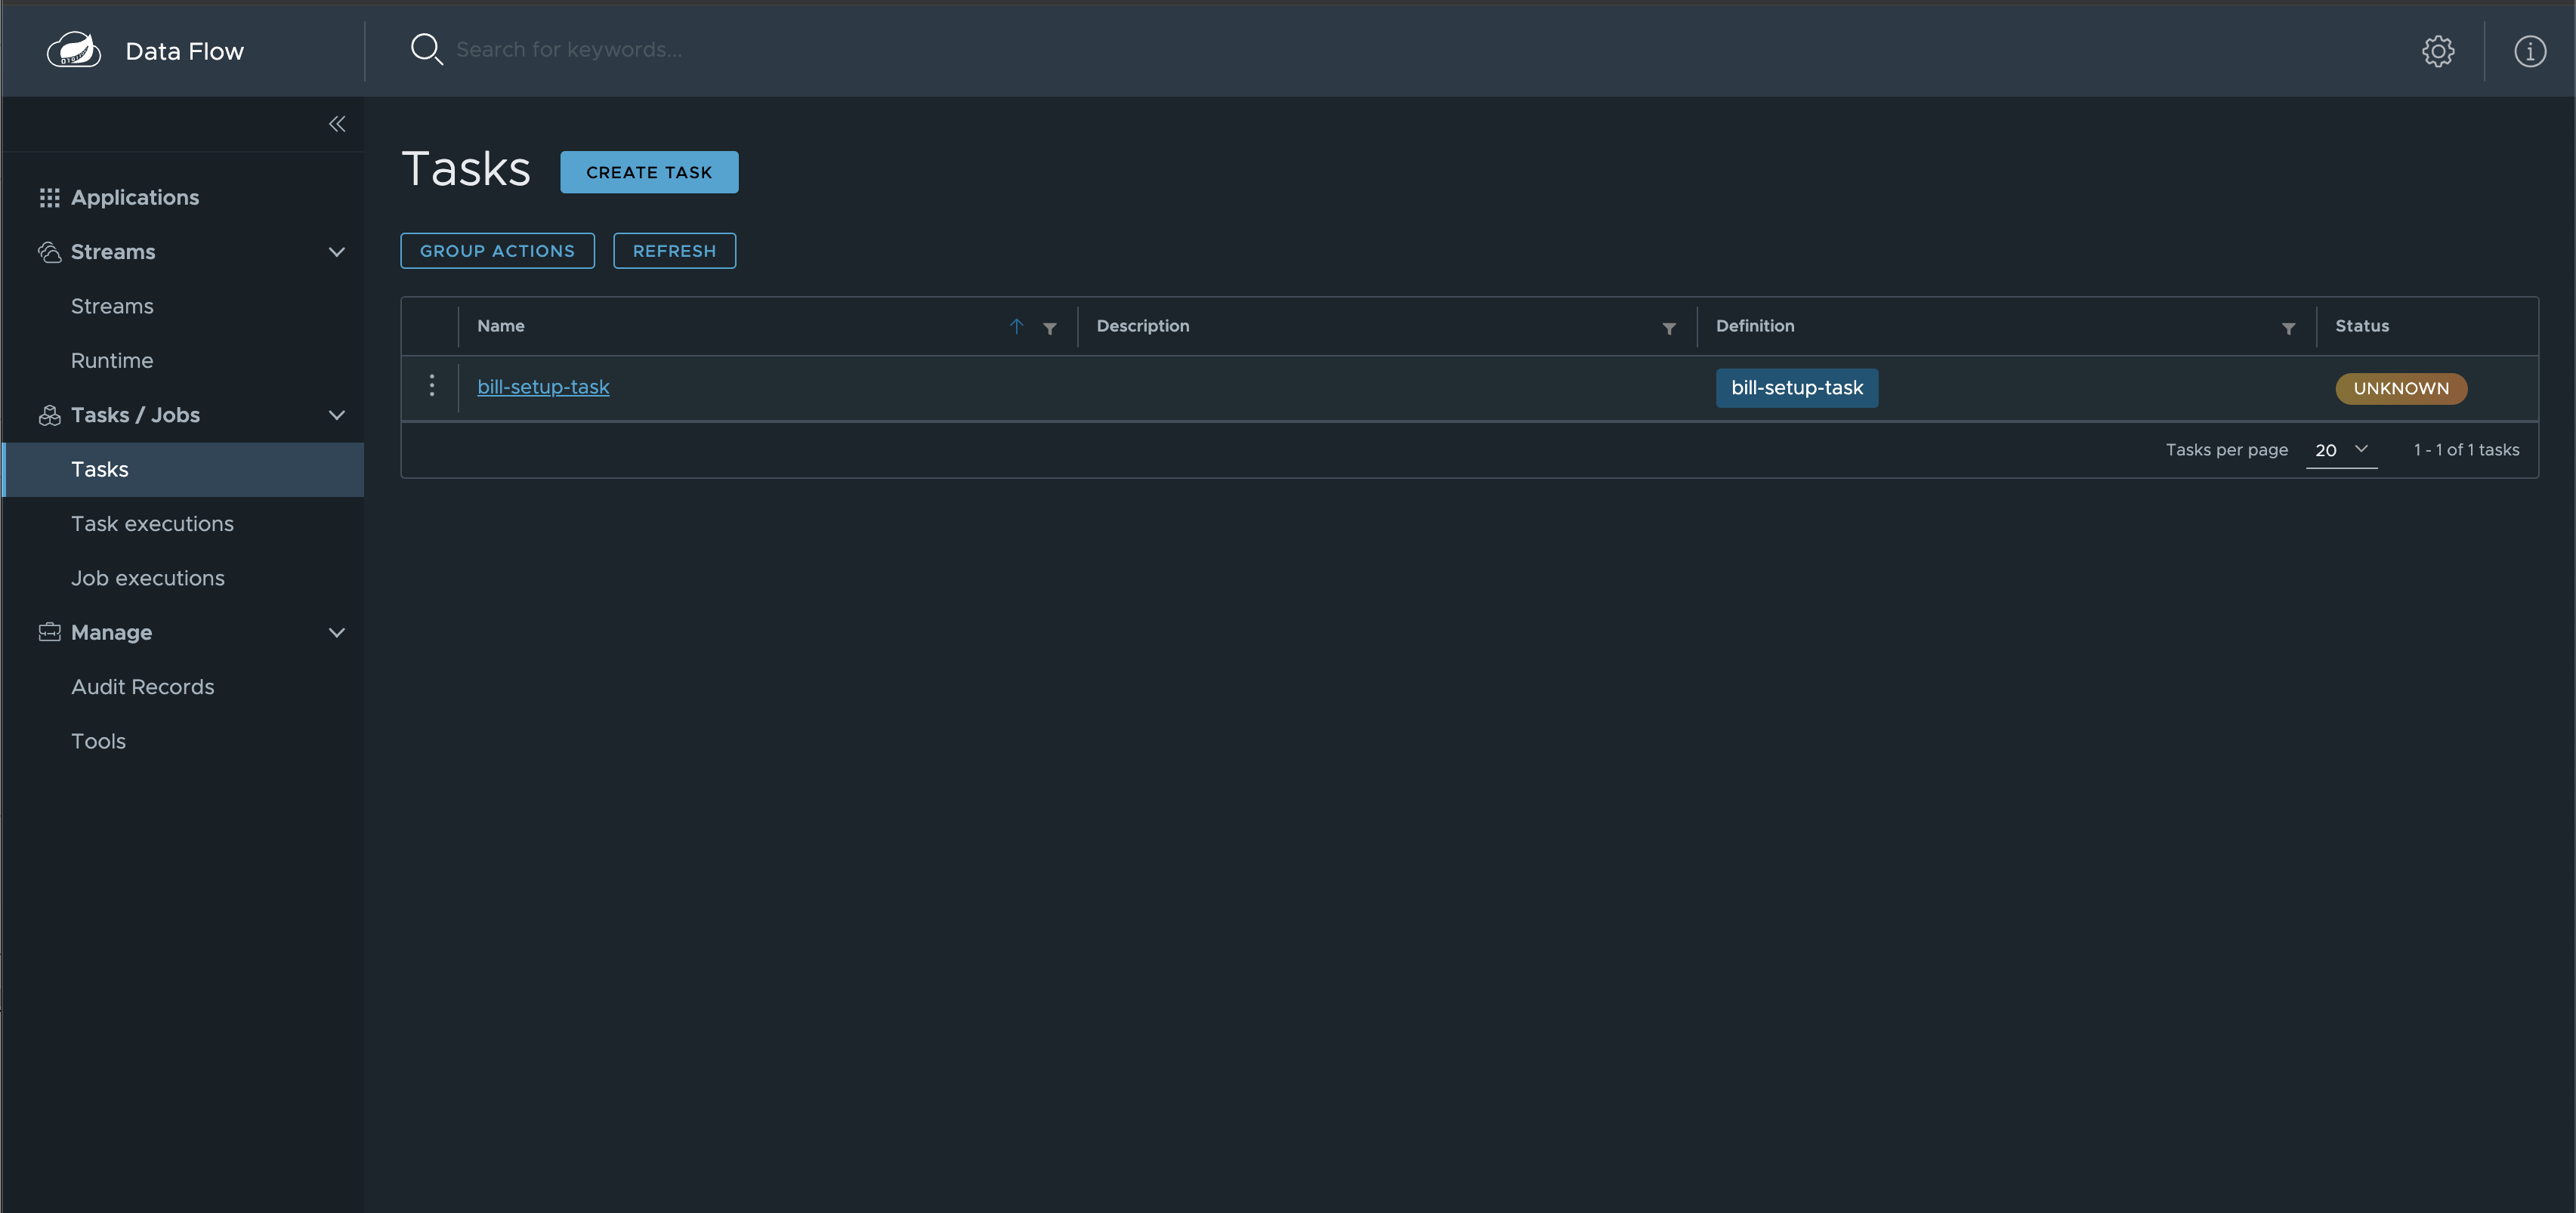 Data Flow
Search for keywords...
Applications
Streams
Streams
Runtime
Tasks / Jobs
Tasks
Task executions
Job executions
Manage
Audit Records
Tools
Tasks
CREATE TASK
GROUP ACTIONS
REFRESH
Name
Description
Definition
Status
bill-setup-task
bill-setup-task
UNKNOWN
Tasks per page
20
1 - 1 of 1 tasks